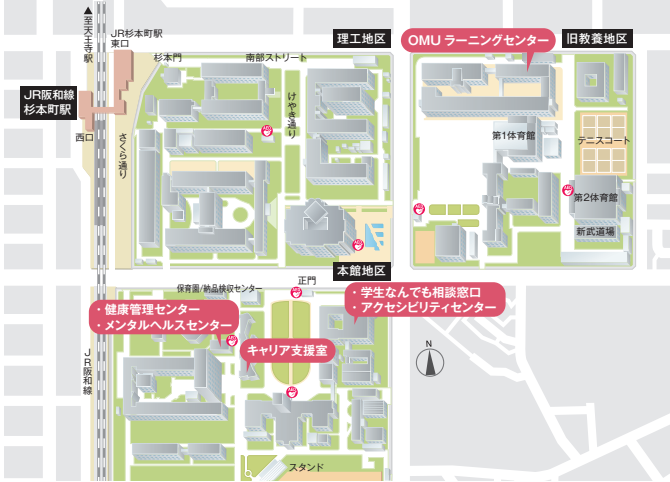 ▲至天王寺駅
JR杉本町駅
東口
杉本門
南部ストリート
理工地区
OMU ラーニングセンター
旧教養地区
JR阪和線
杉本町駅
西口
さくら通り
けやき通り
第1体育館
テニスコート
第2体育館
新武道場
本館地区
保育園/納品検収センター
正門
・健康管理センター
・メンタルヘルスセンター
・学生なんでも相談窓口
・アクセシビリティセンター
キャリア支援室
JR阪和線
N
スタンド